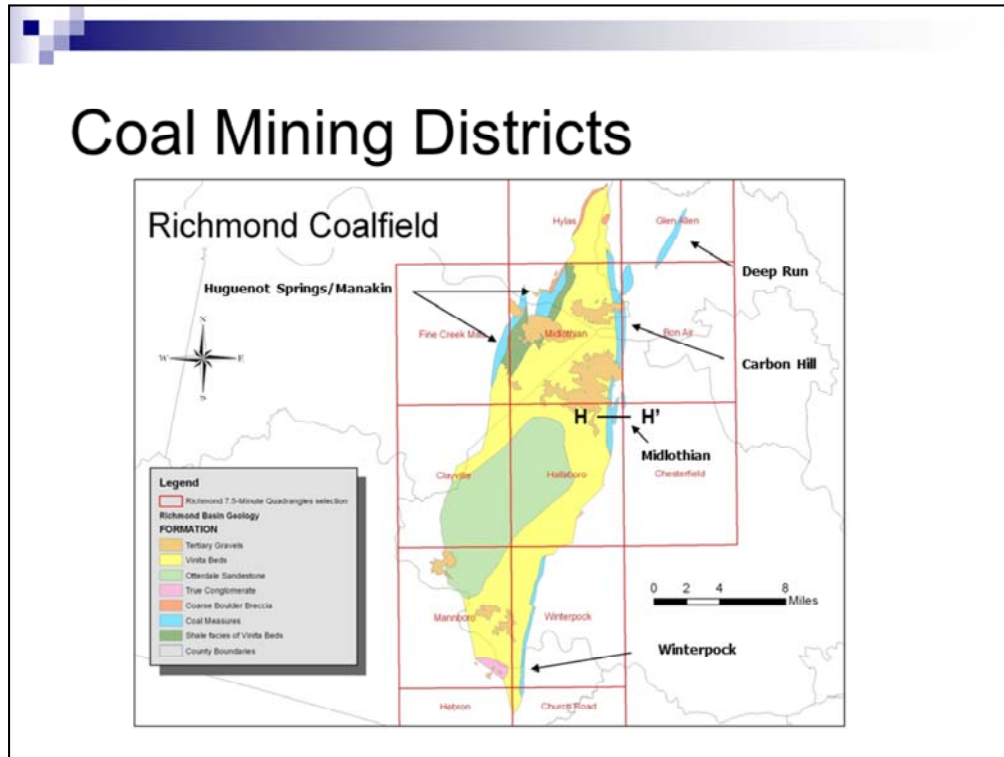 Coal Mining Districts
Richmond Coalfield
Hylas
Glen Allen
Deep Run
Huguenot Springs/Manakin
N
Fine Creek Mills
Midlothian
Bon Air
W
E
Carbon Hill
S
H
H'
Midlothian
Clayville
Hallsboro
Chesterfield
Legend
Richmond 7.5-Minute Quadrangles selection
Richmond Basin Geology
FORMATION
Tertiary Gravels
Vinita Beds
Otterdale Sandestone
True Conglomerate
Coarse Boulder Breccia
Coal Measures
Shale facies of Vinita Beds
County Boundaries
0 2 4 8
Miles
Mannboro
Winterpock
Winterpock
Hebron
Church Road